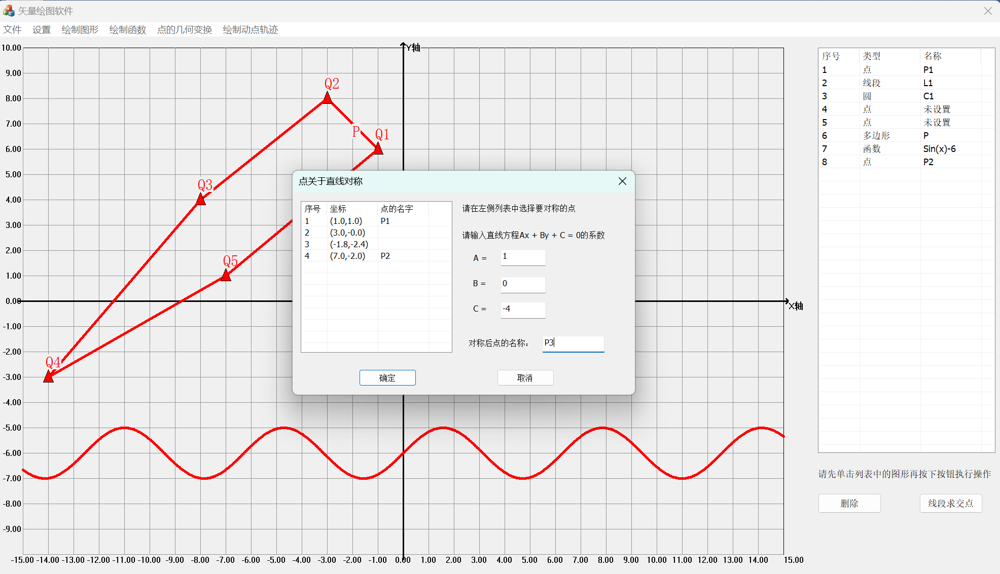 矢量绘图软件
文件 设置 绘制图形 绘制函数 点的几何变换 绘制动点轨迹
10.00
9.00
8.00
7.00
6.00
5.00
4.00
3.00
2.00
1.00
0.00
-1.00
-2.00
-3.00
-4.00
-5.00
-6.00
-7.00
-8.00
-9.00
-15.00 -14.00 -13.00 -12.00 -11.00 -10.00 -9.00 -8.00 -7.00 -6.00 -5.00 -4.00 -3.00 -2.00 -1.00 0.00 1.00 2.00 3.00 4.00 5.00 6.00 7.00 8.00 9.00 10.00 11.00 12.00 13.00 14.00 15.00
Y轴
X轴
Q2
P
Q1
Q3
Q5
Q4
点关于直线对称
序号 坐标 点的名字
1 (1.0,1.0) P1
2 (3.0,-0.0)
3 (-1.8,-2.4)
4 (7.0,-2.0) P2
请在左侧列表中选择要对称的点
请输入直线方程Ax + By + C = 0的系数
A = 1
B = 0
C = -4
对称后点的名称： P3
确定 取消
序号 类型 名称
1 点 P1
2 线段 L1
3 圆 C1
4 点 未设置
5 点 未设置
6 多边形 P
7 函数 Sin(x)-6
8 点 P2
请先单击列表中的图形再按下按钮执行操作
删除 线段求交点